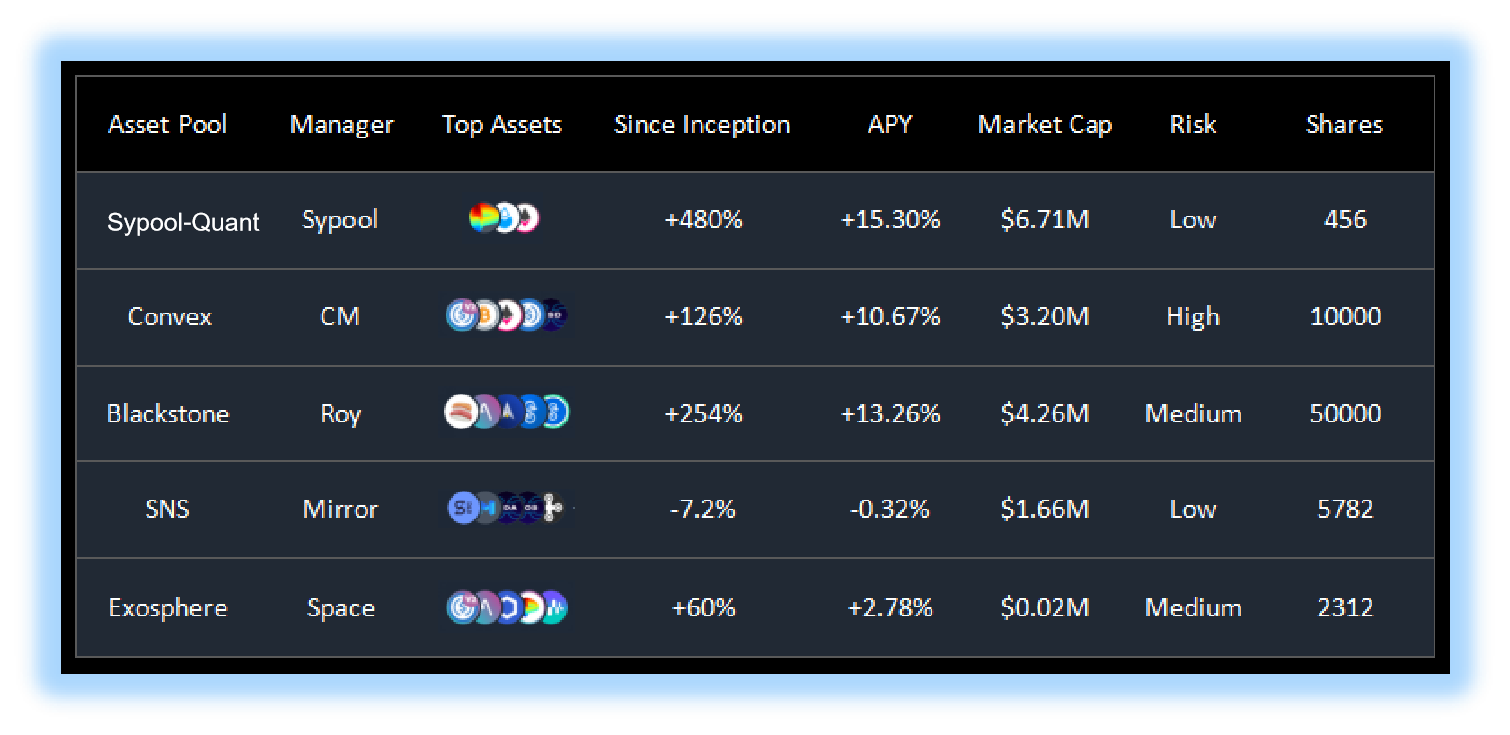 Asset Pool Manager Top Assets Since Inception APY Market Cap Risk Shares
Sypool-Quant Sypool +480% +15.30% $6.71M Low 456
Convex CM +126% +10.67% $3.20M High 10000
Blackstone Roy +254% +13.26% $4.26M Medium 50000
SNS Mirror -7.2% -0.32% $1.66M Low 5782
Exosphere Space +60% +2.78% $0.02M Medium 2312